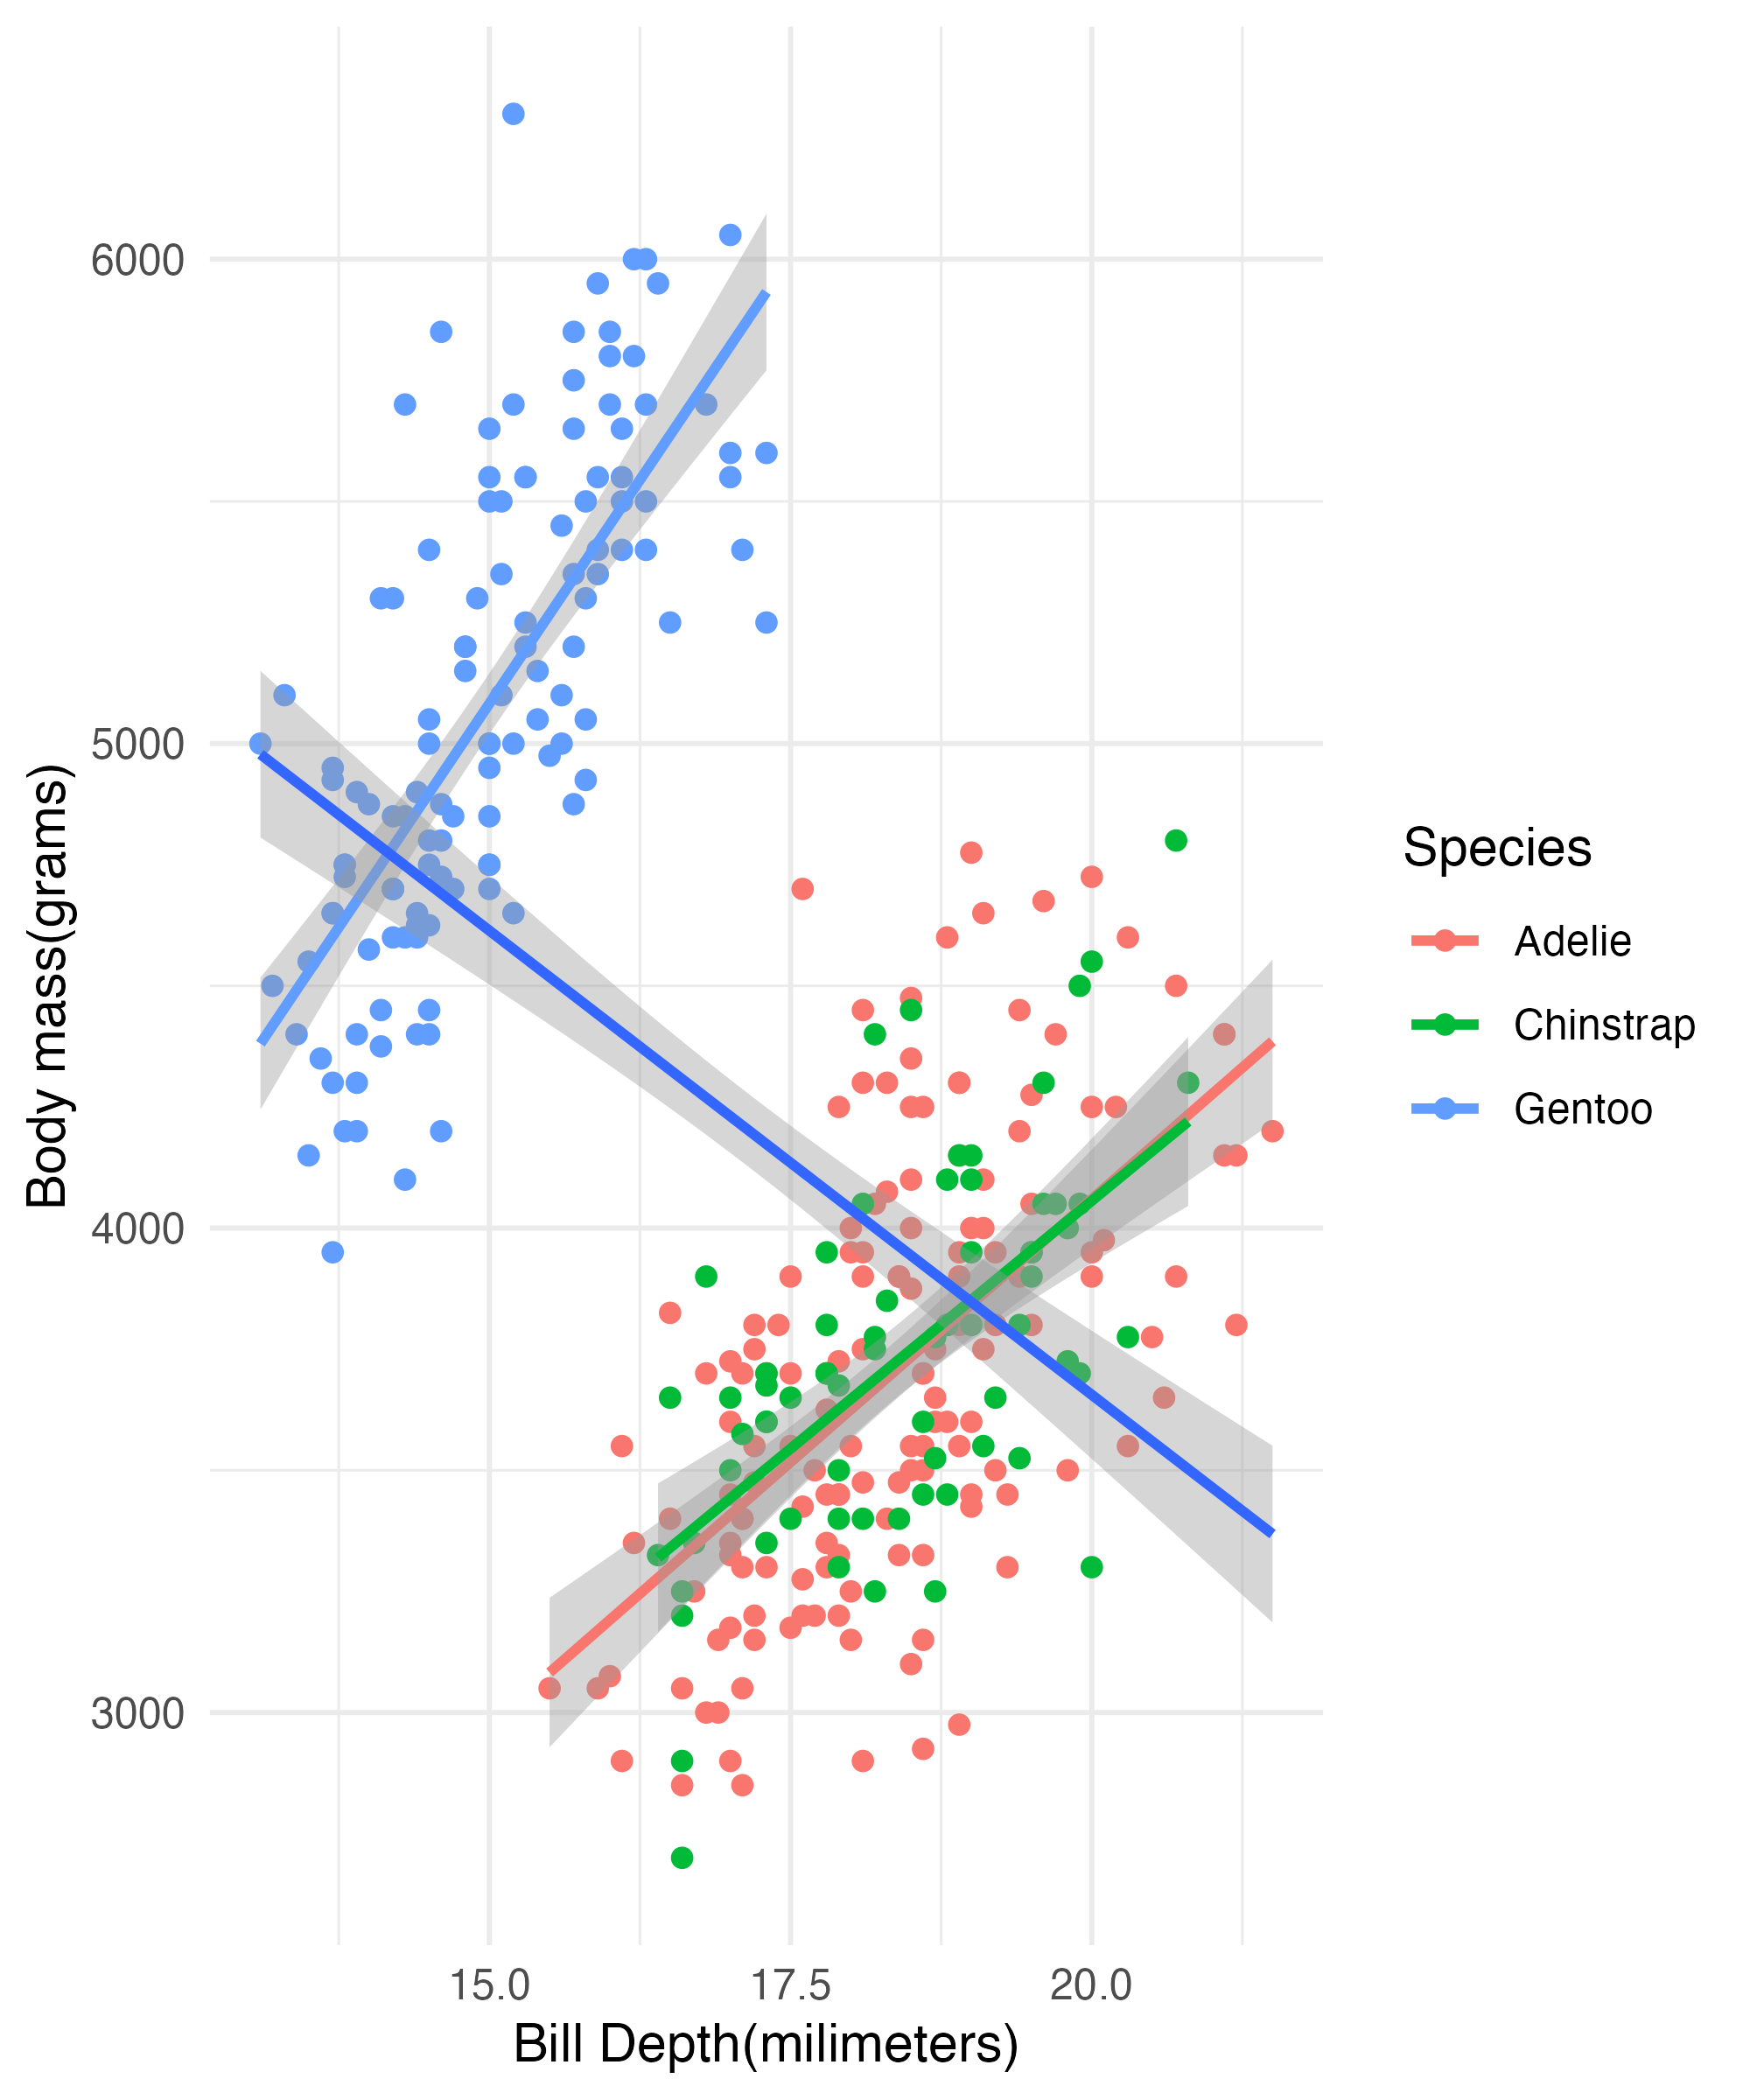 6000
5000
4000
3000
Body mass(grams)
15.0 17.5 20.0
Bill Depth(milimeters)
Species
Adelie
Chinstrap
Gentoo